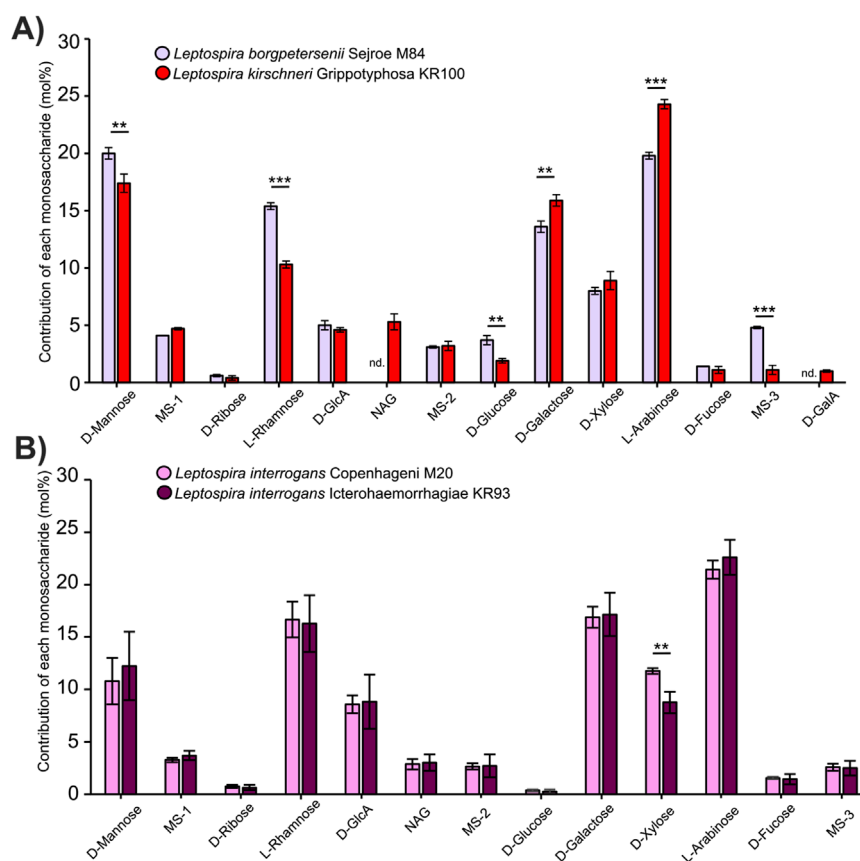 A)
Contribution of each monosaccharide (mol%)
30
25
20
15
10
5
0
Leptospira borgpetersenii Sejroe M84
Leptospira kirschneri Grippotyphosa KR100
**
***
nd.
**
**
***
***
nd.
D-Mannose
MS-1
D-Ribose
L-Rhamnose
D-GlcA
NAG
MS-2
D-Glucose
D-Galactose
D-Xylose
L-Arabinose
D-Fucose
MS-3
D-GalA
B)
Contribution of each monosaccharide (mol%)
30
25
20
15
10
5
0
Leptospira interrogans Copenhageni M20
Leptospira interrogans Icterohaemorrhagiae KR93
**
D-Mannose
MS-1
D-Ribose
L-Rhamnose
D-GlcA
NAG
MS-2
D-Glucose
D-Galactose
D-Xylose
L-Arabinose
D-Fucose
MS-3